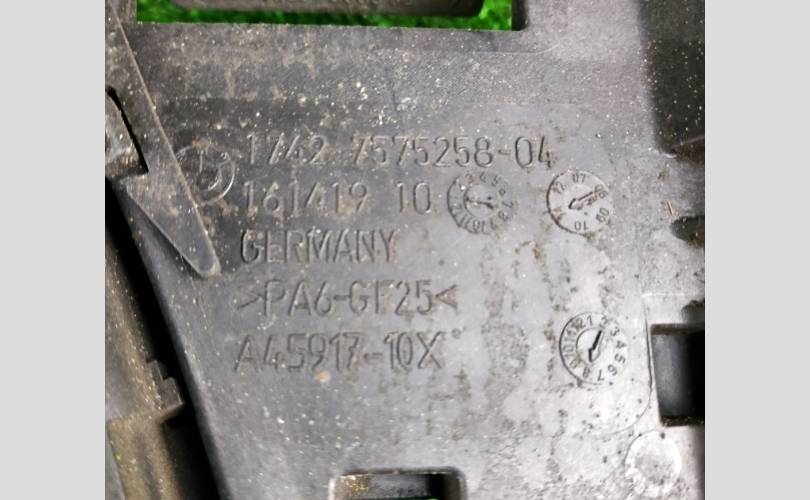 1742 7575258-04
161419 10
GERMANY
>PA6-GF25<
A45917-10X